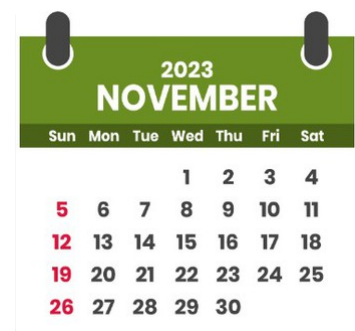 2023
NOVEMBER
Sun Mon Tue Wed Thu Fri Sat
1 2 3 4
5 6 7 8 9 10 11
12 13 14 15 16 17 18
19 20 21 22 23 24 25
26 27 28 29 30